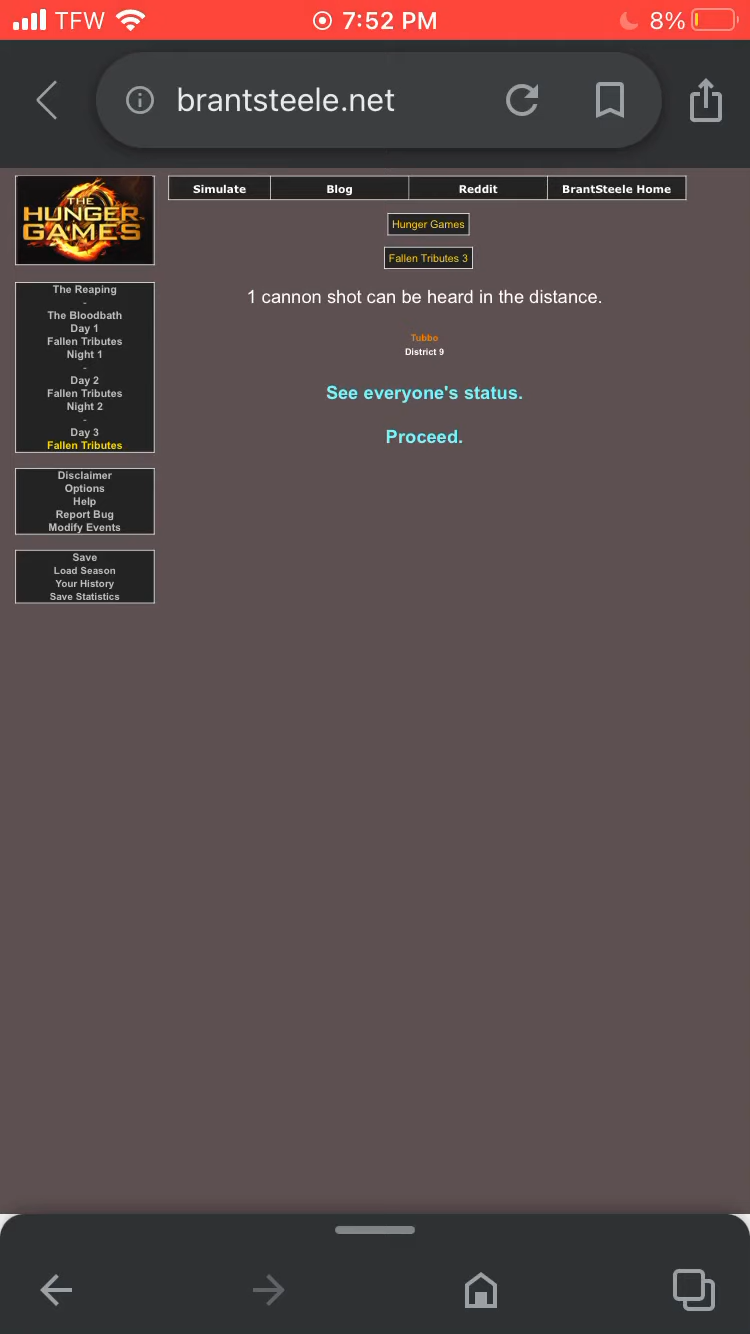 TFW 7:52 PM 8%
brantsteele.net
THE
HUNGER
GAMES
Simulate Blog Reddit BrantSteele Home
Hunger Games
Fallen Tributes 3
1 cannon shot can be heard in the distance.
Tubbo
District 9
See everyone's status.
Proceed.
The Reaping
-
The Bloodbath
Day 1
Fallen Tributes
Night 1
-
Day 2
Fallen Tributes
Night 2
-
Day 3
Fallen Tributes
Disclaimer
Options
Help
Report Bug
Modify Events
Save
Load Season
Your History
Save Statistics